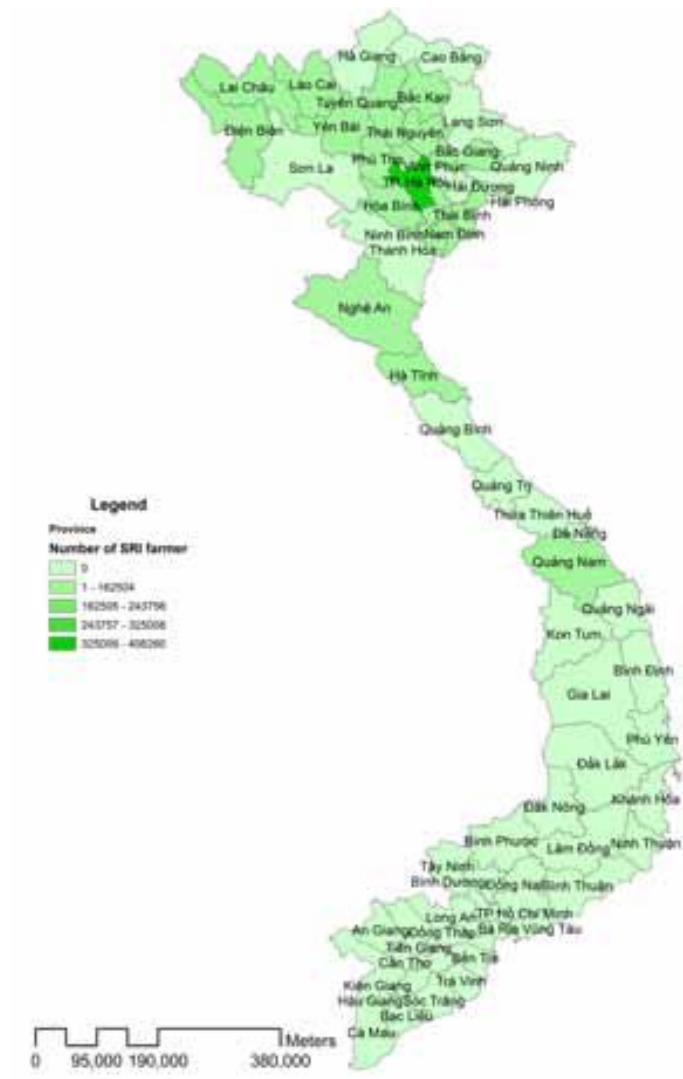 Hà Giang
Cao Bằng
Lai Châu
Lào Cai
Tuyên Quang
Bắc Kạn
Điện Biên
Yên Bái
Thái Nguyên
Lạng Sơn
Phú Thọ
Vĩnh Phúc
Bắc Giang
Quảng Ninh
Sơn La
TP. Hà Nội
Hải Dương
Hải Phòng
Hòa Bình
Thái Bình
Ninh Bình
Nam Định
Thanh Hóa
Nghệ An
Hà Tĩnh
Quảng Bình
Quảng Trị
Thừa Thiên Huế
Đà Nẵng
Quảng Nam
Quảng Ngãi
Kon Tum
Bình Định
Gia Lai
Phú Yên
Đắk Lắk
Khánh Hòa
Đắk Nông
Bình Phước
Lâm Đồng
Ninh Thuận
Tây Ninh
Bình Dương
Đồng Nai
Bình Thuận
Long An
TP Hồ Chí Minh
An Giang
Đồng Tháp
Bà Rịa Vũng Tàu
Tiền Giang
Cần Thơ
Bến Tre
Kiên Giang
Trà Vinh
Hậu Giang
Sóc Trăng
Bạc Liêu
Cà Mau
Legend
Province
Number of SRI farmer
0
1 - 162504
162505 - 243756
243757 - 325008
325009 - 406260
Meters
0 95,000 190,000 380,000